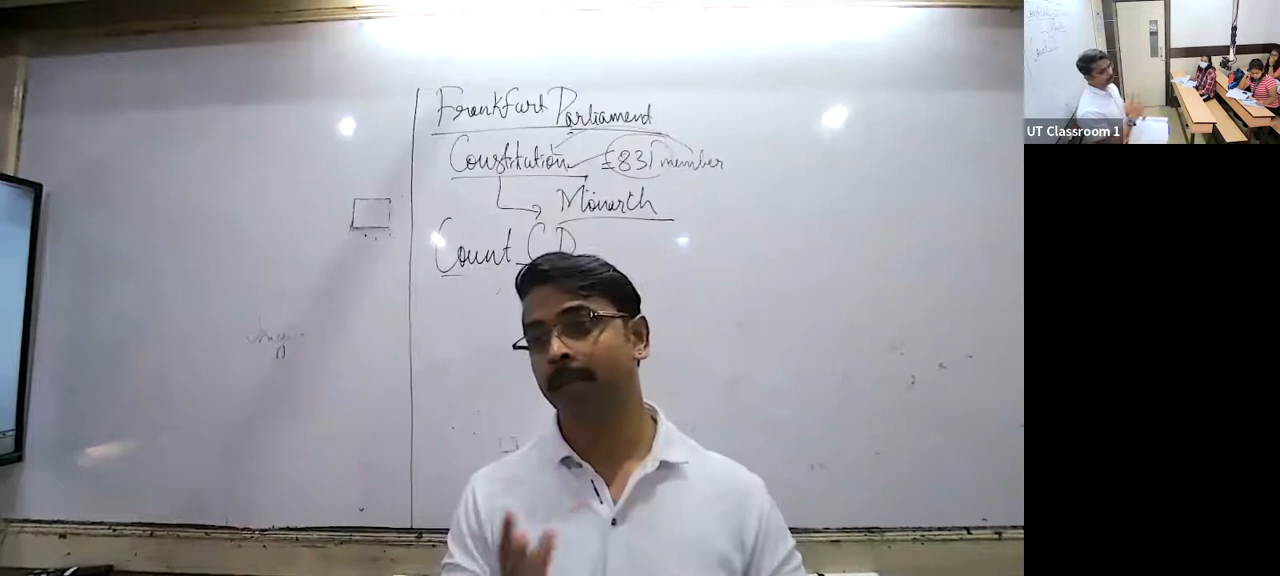 Frankfurt Parliament
Constitution 831 member
Monarch
Count
UT Classroom 1